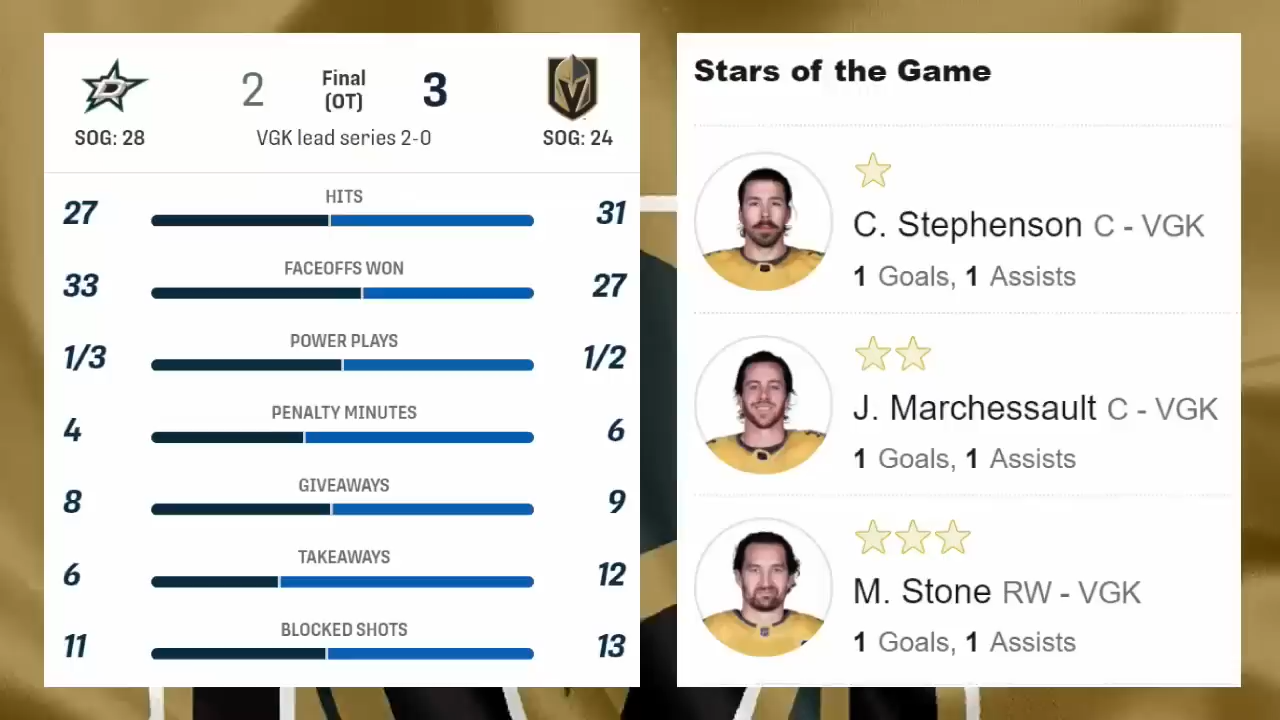 2 Final 3
(OT)
SOG: 28 VGK lead series 2-0 SOG: 24
HITS
27 31
FACEOFFS WON
33 27
POWER PLAYS
1/3 1/2
PENALTY MINUTES
4 6
GIVEAWAYS
8 9
TAKEAWAYS
6 12
BLOCKED SHOTS
11 13
Stars of the Game
C. Stephenson C - VGK
1 Goals, 1 Assists
J. Marchessault C - VGK
1 Goals, 1 Assists
M. Stone RW - VGK
1 Goals, 1 Assists